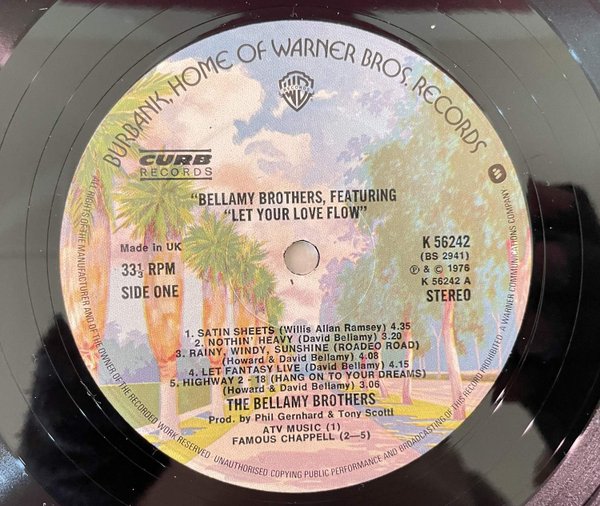 BURBANK, HOME OF WARNER BROS. RECORDS
WB
RECORDS
CURB
RECORDS
"BELLAMY BROTHERS, FEATURING
"LET YOUR LOVE FLOW"
Made in UK
33⅓ RPM
SIDE ONE
K 56242
(BS 2941)
℗ & © 1976
K 56242 A
STEREO
1. SATIN SHEETS (Willis Allan Ramsey) 4.35
2. NOTHIN' HEAVY (David Bellamy) 3.20
3. RAINY, WINDY, SUNSHINE (ROADEO ROAD)
(Howard & David Bellamy) 4.08
4. LET FANTASY LIVE (David Bellamy) 4.15
5. HIGHWAY 2 - 18 (HANG ON TO YOUR DREAMS)
(Howard & David Bellamy) 3.06
THE BELLAMY BROTHERS
Prod. by Phil Gernhard & Tony Scotti
ATV MUSIC (1)
FAMOUS CHAPPELL (2—5)
ALL RIGHTS OF THE MANUFACTURER AND OF THE OWNER OF THE RECORDED WORK RESERVED. UNAUTHORISED COPYING PUBLIC PERFORMANCE AND BROADCASTING OF THIS RECORD PROHIBITED. A WARNER COMMUNICATIONS COMPANY.